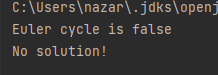 C:\Users\nazar\.jdks\openj
Euler cycle is false
No solution!